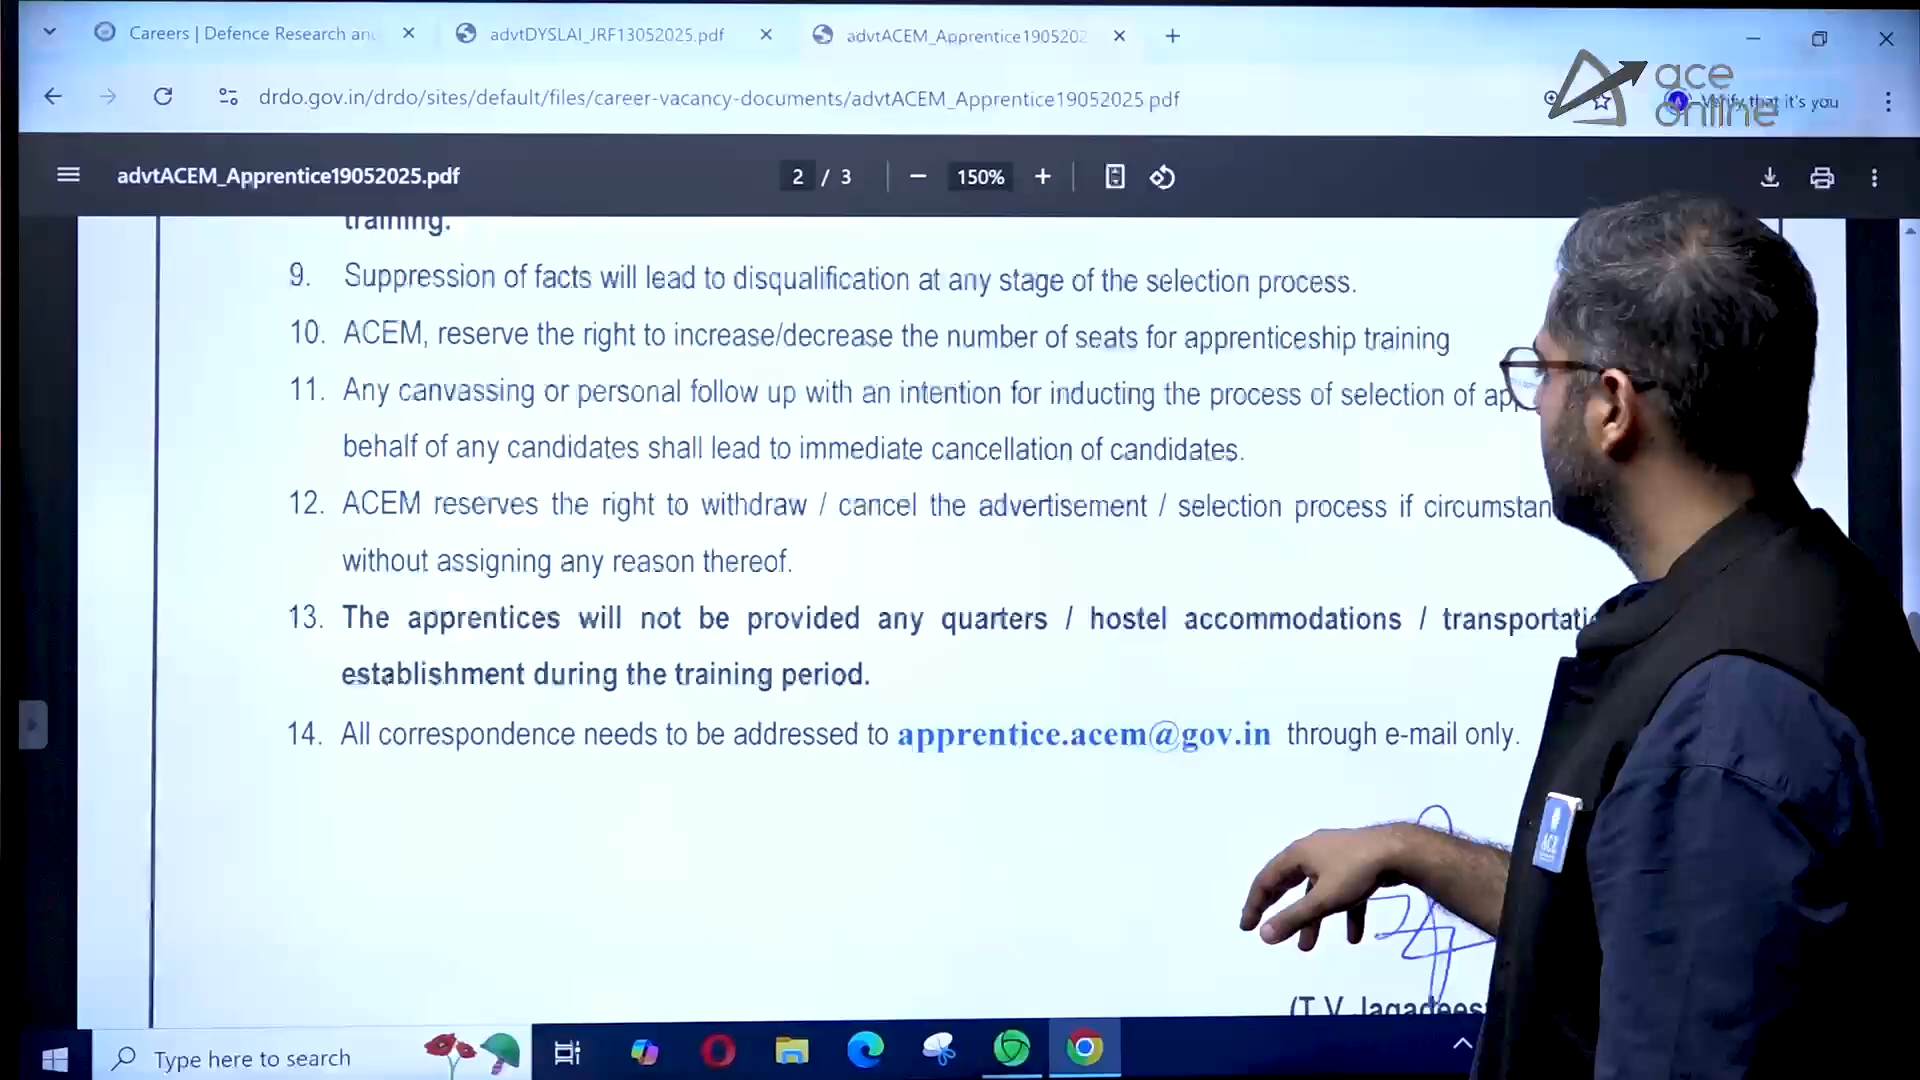 Careers | Defence Research an
advtDYSLAI_JRF13052025.pdf
advtACEM_Apprentice1905202
drdo.gov.in/drdo/sites/default/files/career-vacancy-documents/advtACEM_Apprentice19052025.pdf
Verify that it's you
ace
online
advtACEM_Apprentice19052025.pdf
2 / 3
150%
training.
9. Suppression of facts will lead to disqualification at any stage of the selection process.
10. ACEM, reserve the right to increase/decrease the number of seats for apprenticeship training
11. Any canvassing or personal follow up with an intention for inducting the process of selection of
behalf of any candidates shall lead to immediate cancellation of candidates.
12. ACEM reserves the right to withdraw / cancel the advertisement / selection process if
without assigning any reason thereof.
13. The apprentices will not be provided any quarters / hostel accommodations /
establishment during the training period.
14. All correspondence needs to be addressed to apprentice.acem@gov.in through e-mail only.
ACE
(T.V.
Type here to search